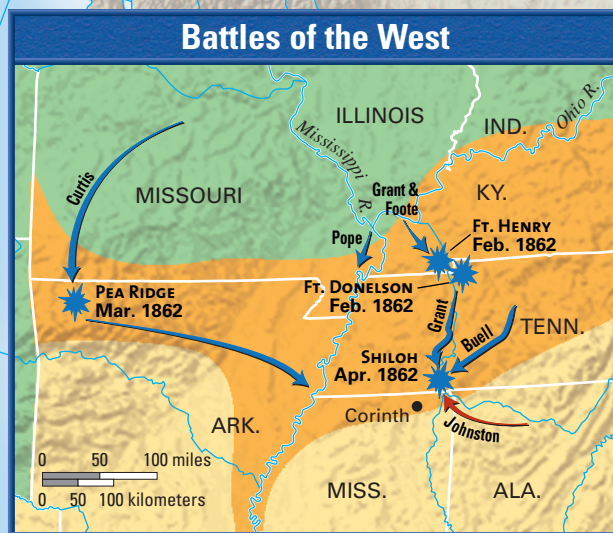 Battles of the West
ILLINOIS
IND.
Ohio R.
Mississippi
R.
MISSOURI
Curtis
KY.
Grant &
Foote
Pope
FT. HENRY
Feb. 1862
FT. DONELSON
Feb. 1862
PEA RIDGE
Mar. 1862
Grant
Buell
TENN.
SHILOH
Apr. 1862
Corinth
Johnston
ARK.
MISS.
ALA.
0 50 100 miles
0 50 100 kilometers